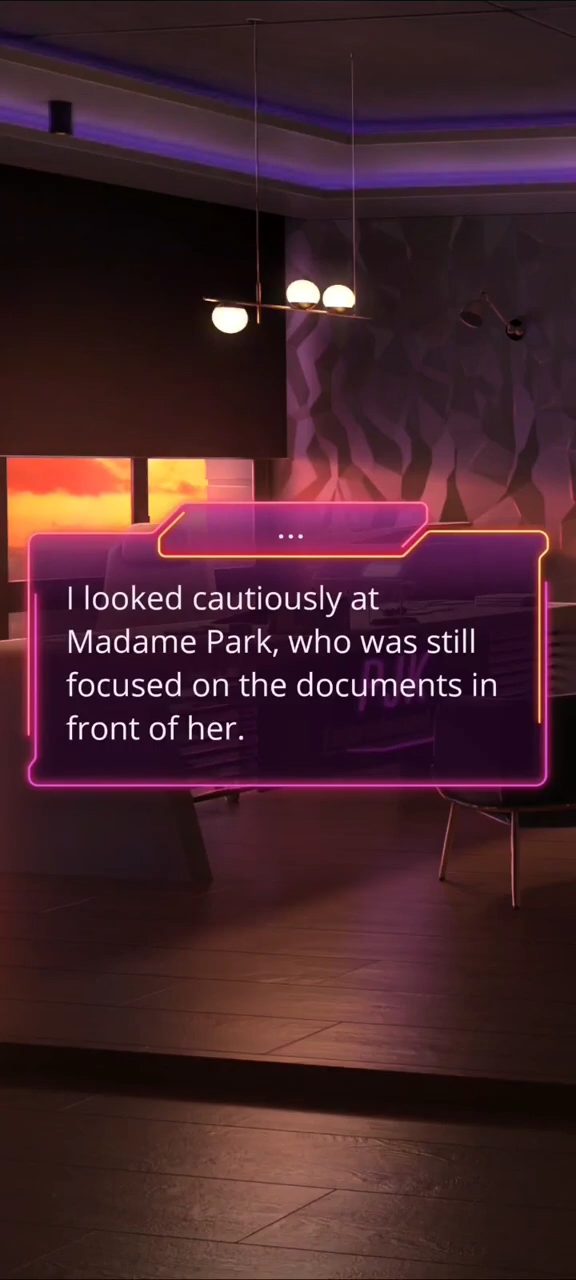 ...
I looked cautiously at
Madame Park, who was still
focused on the documents in
front of her.